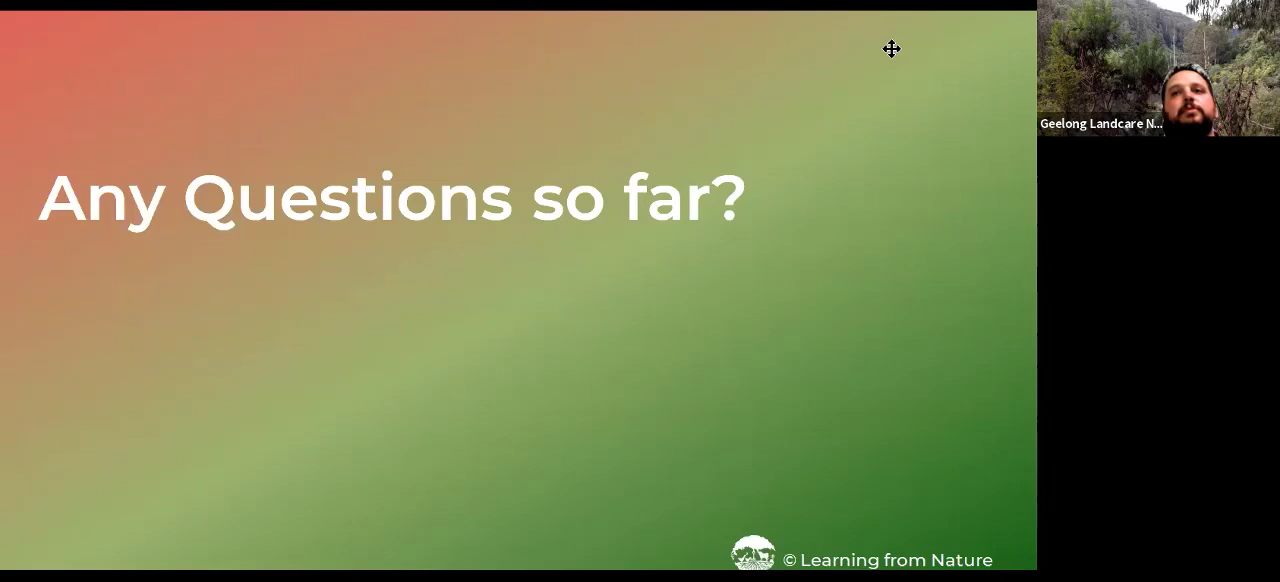 Any Questions so far?
Geelong Landcare N...
© Learning from Nature